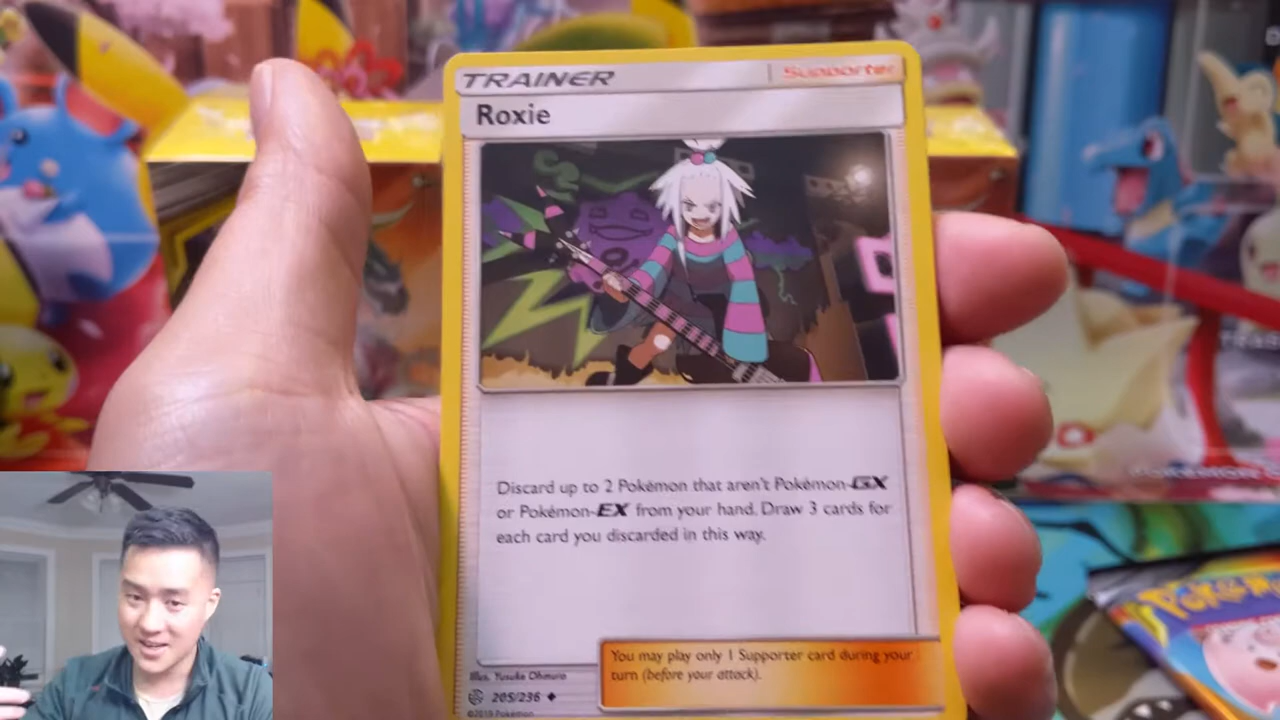 TRAINER
Supporter
Roxie
Discard up to 2 Pokémon that aren't Pokémon-GX
or Pokémon-EX from your hand. Draw 3 cards for
each card you discarded in this way.
You may play only 1 Supporter card during your
turn (before your attack).
Illus. Yusuke Ohmura
205/236
©2019 Pokémon